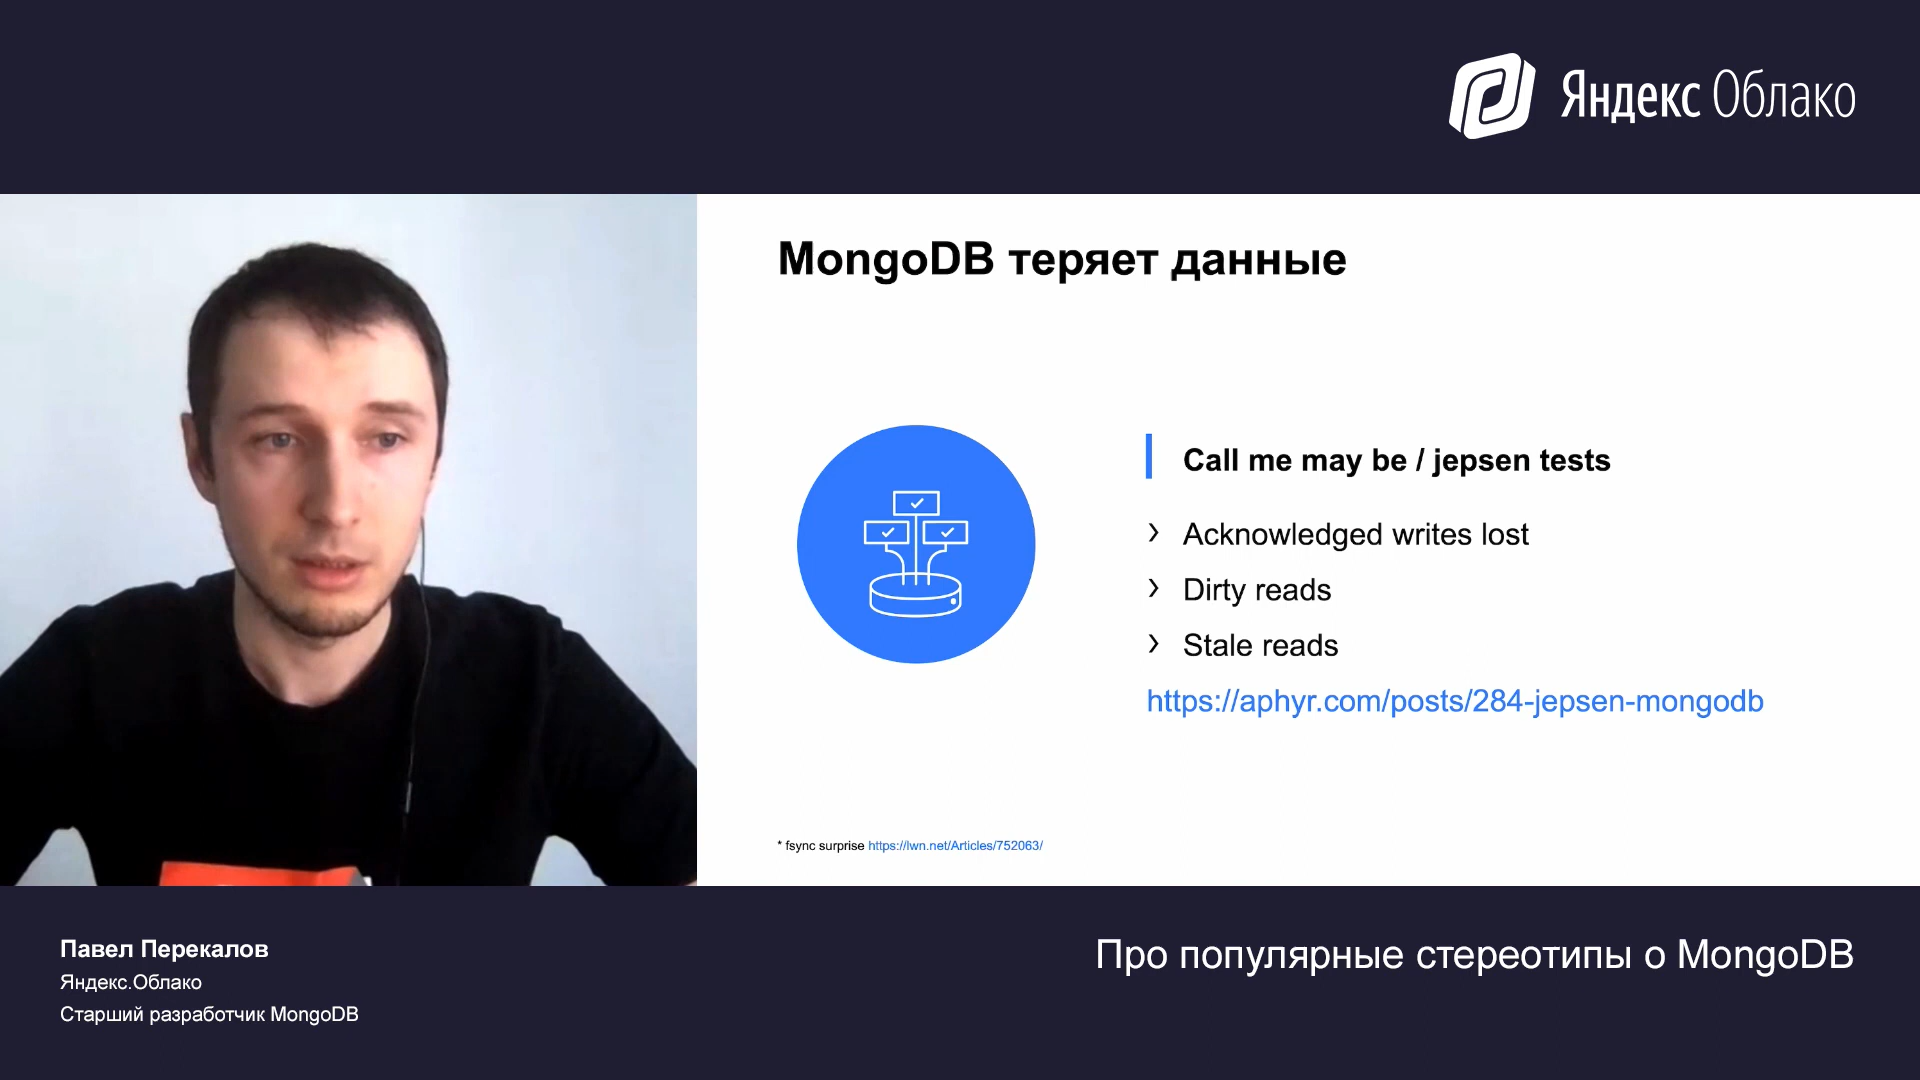 Яндекс Облако
MongoDB теряет данные
Call me may be / jepsen tests
› Acknowledged writes lost
› Dirty reads
› Stale reads
https://aphyr.com/posts/284-jepsen-mongodb
* fsync surprise https://lwn.net/Articles/752063/
Павел Перекалов
Яндекс.Облако
Старший разработчик MongoDB
Про популярные стереотипы о MongoDB